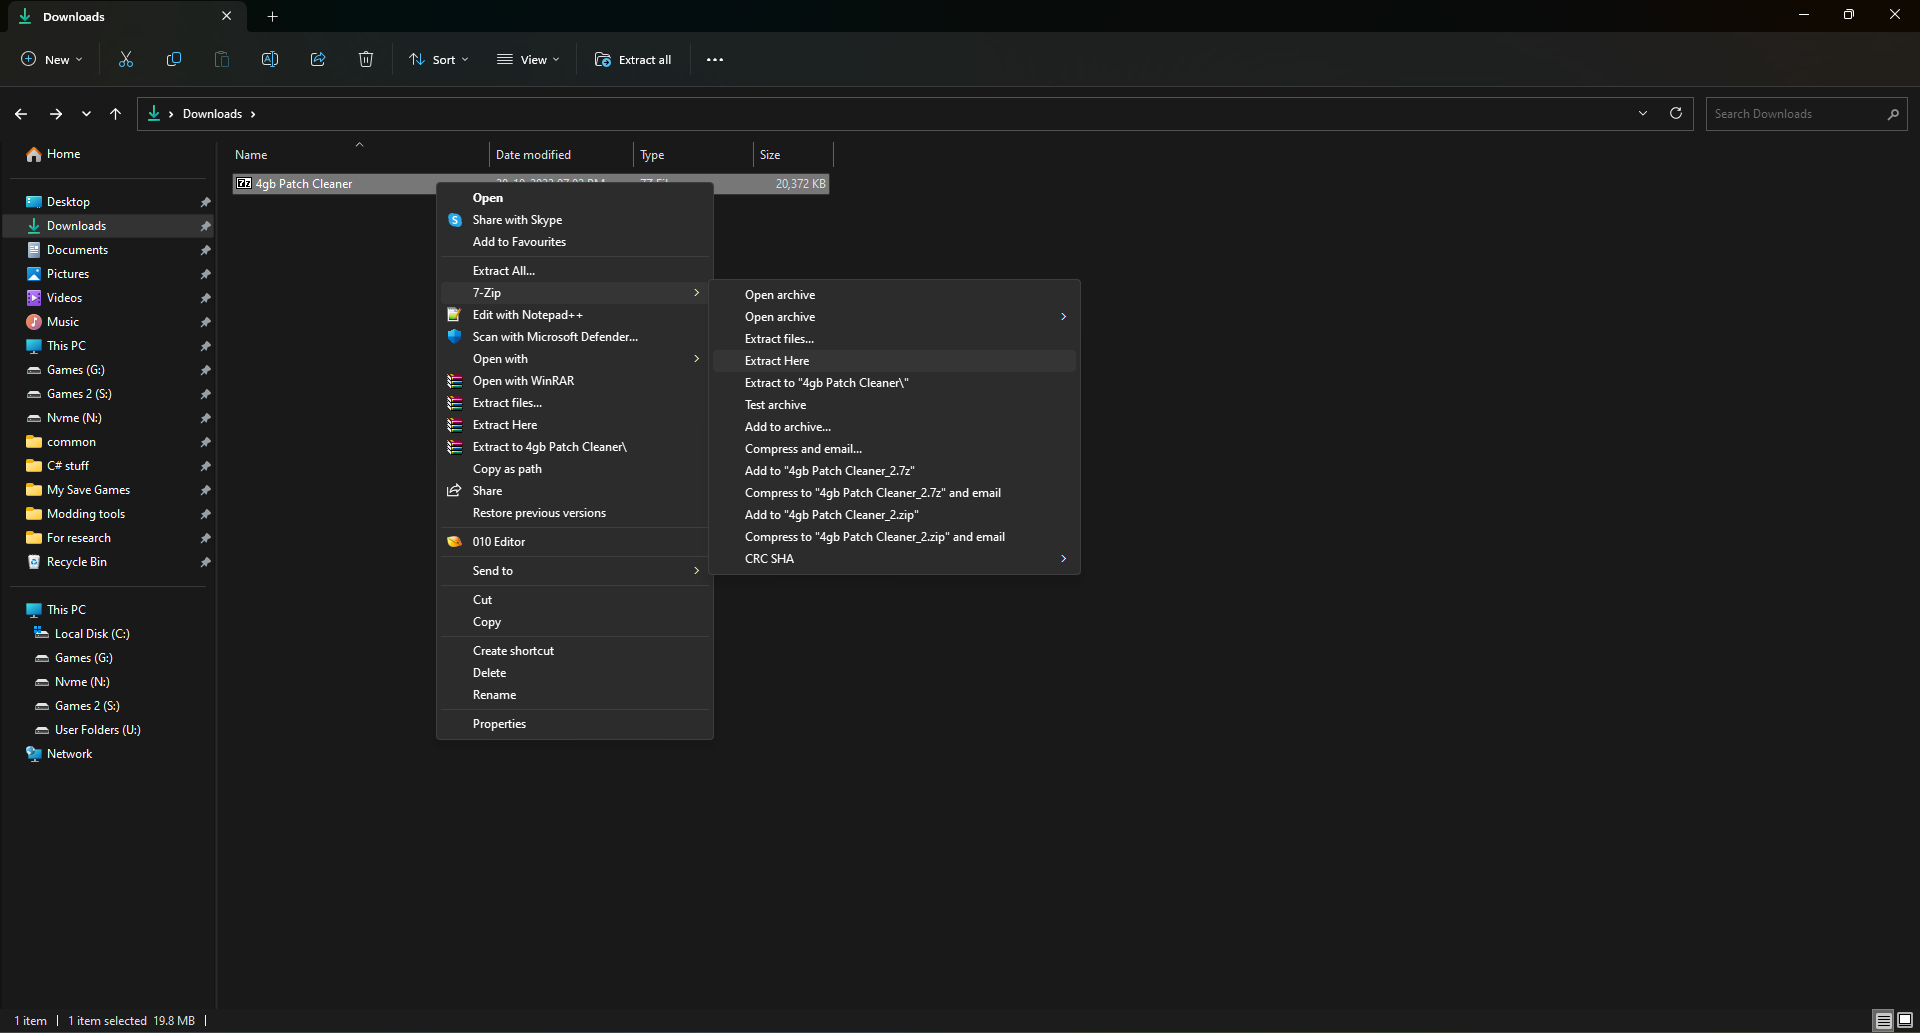 Downloads
New
Sort
View
Extract all
Downloads
Search Downloads
Home
Desktop
Downloads
Documents
Pictures
Videos
Music
This PC
Games (G:)
Games 2 (S:)
Nvme (N:)
common
C# stuff
My Save Games
Modding tools
For research
Recycle Bin
This PC
Local Disk (C:)
Games (G:)
Nvme (N:)
Games 2 (S:)
User Folders (U:)
Network
Name Date modified Type Size
4gb Patch Cleaner 20,372 KB
Open
Share with Skype
Add to Favourites
Extract All...
7-Zip
Edit with Notepad++
Scan with Microsoft Defender...
Open with
Open with WinRAR
Extract files...
Extract Here
Extract to 4gb Patch Cleaner\
Copy as path
Share
Restore previous versions
010 Editor
Send to
Cut
Copy
Create shortcut
Delete
Rename
Properties
Open archive
Open archive
Extract files...
Extract Here
Extract to "4gb Patch Cleaner\"
Test archive
Add to archive...
Compress and email...
Add to "4gb Patch Cleaner_2.7z"
Compress to "4gb Patch Cleaner_2.7z" and email
Add to "4gb Patch Cleaner_2.zip"
Compress to "4gb Patch Cleaner_2.zip" and email
CRC SHA
1 item 1 item selected 19.8 MB